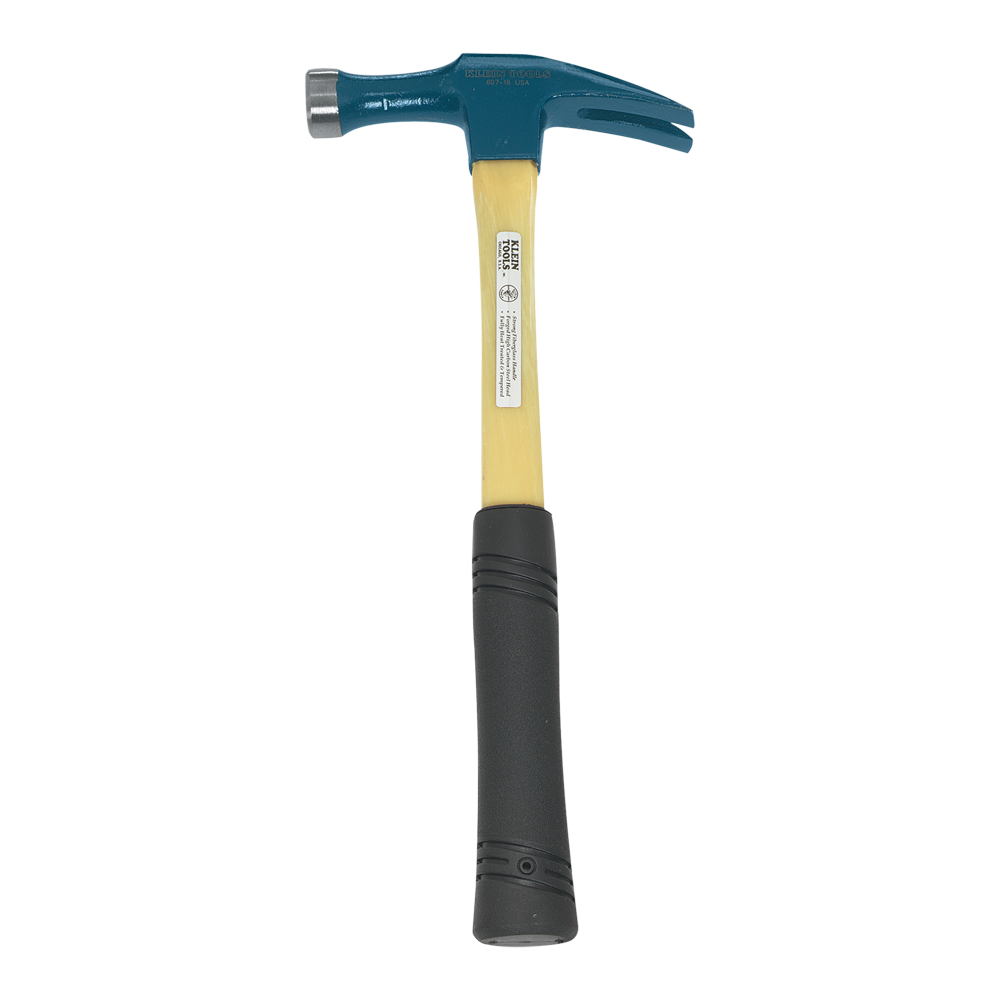 KLEIN TOOLS
807-18 USA
KLEIN
TOOLS
CHICAGO, U.S.A.
• Strong Fiberglass Handle
• Forged High Carbon Steel Head
• Fully Heat Treated & Tempered